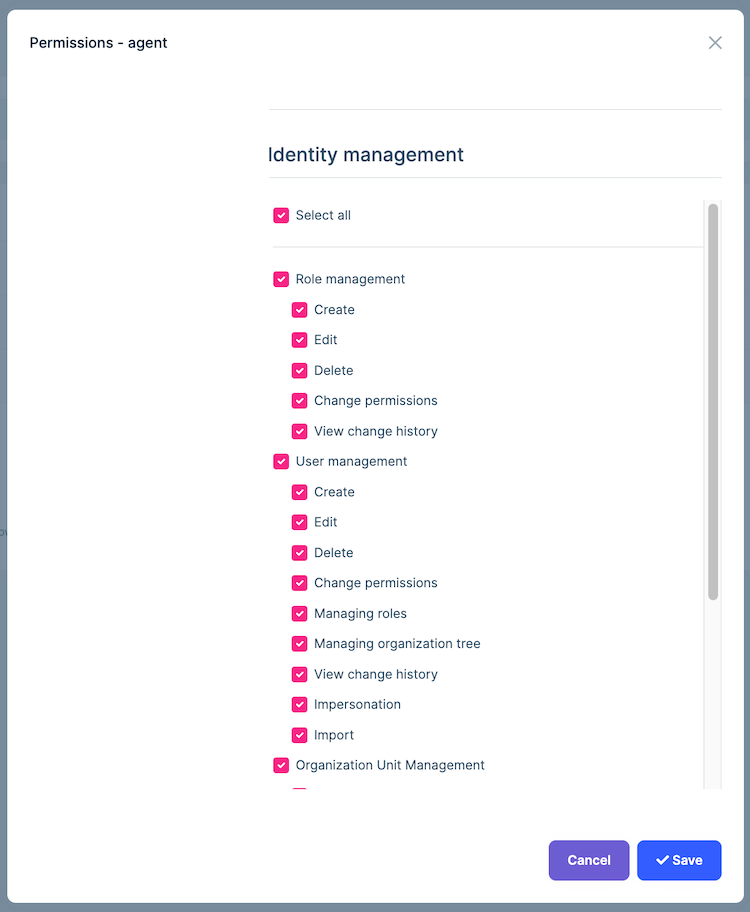 Permissions - agent
Identity management
Select all
Role management
Create
Edit
Delete
Change permissions
View change history
User management
Create
Edit
Delete
Change permissions
Managing roles
Managing organization tree
View change history
Impersonation
Import
Organization Unit Management
Cancel
Save